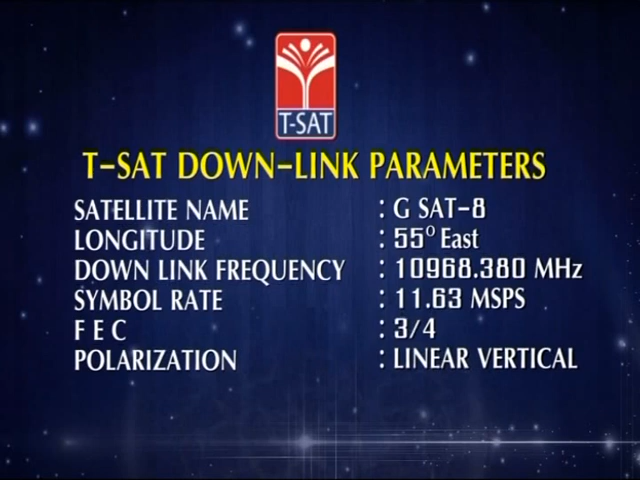 T-SAT
T-SAT DOWN-LINK PARAMETERS
SATELLITE NAME : G SAT-8
LONGITUDE : 55° East
DOWN LINK FREQUENCY : 10968.380 MHz
SYMBOL RATE : 11.63 MSPS
F E C : 3/4
POLARIZATION : LINEAR VERTICAL